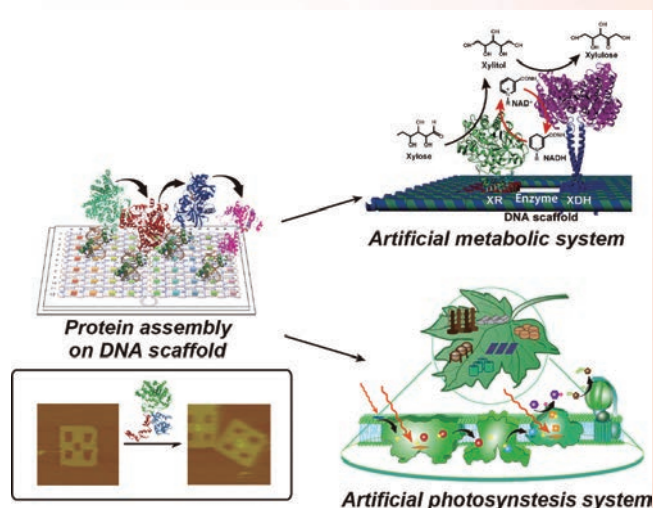 Xylitol
Xylulose
NAD⁺
Xylose
NADH
XR
Enzyme
XDH
DNA scaffold
Artificial metabolic system
Protein assembly
on DNA scaffold
Artificial photosynstesis system